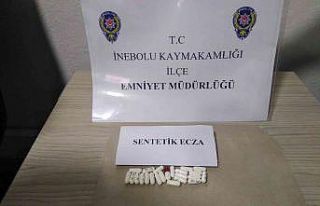 T.C
İNEBOLU KAYMAKAMLIĞI
İLÇE
EMNİYET MÜDÜRLÜĞÜ
SENTETİK ECZA